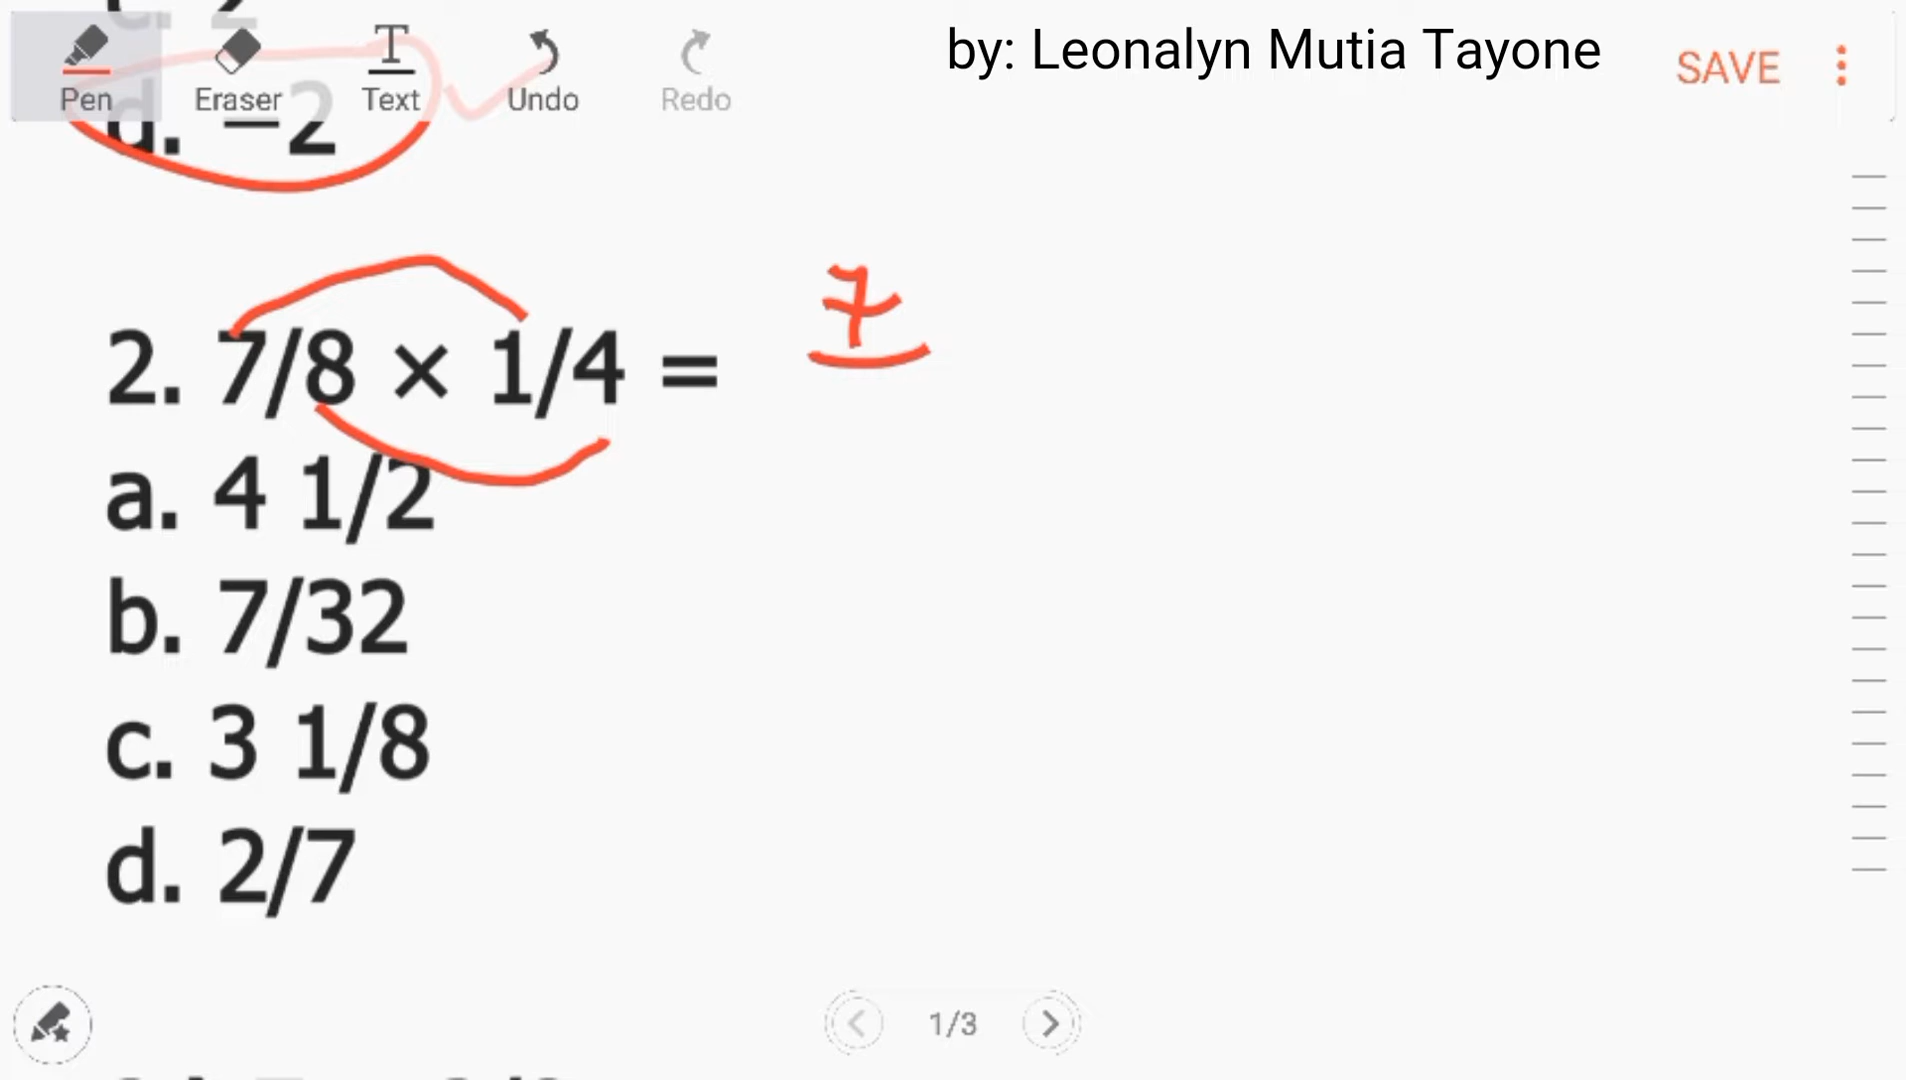 c. 2
Pen Eraser Text Undo Redo
by: Leonalyn Mutia Tayone
SAVE
d. −2
7
2. 7/8 × 1/4 =
a. 4 1/2
b. 7/32
c. 3 1/8
d. 2/7
1/3